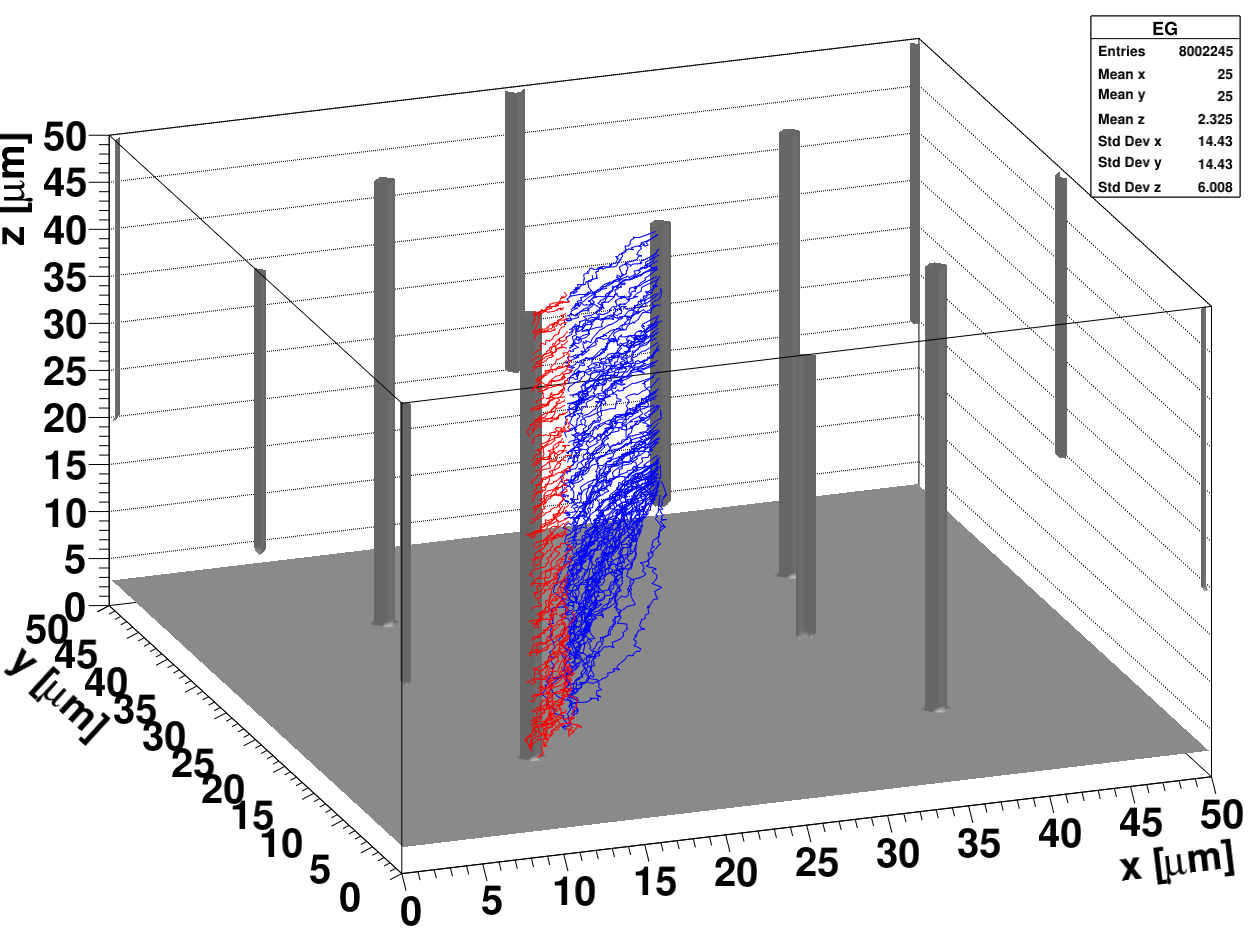 EG
Entries 8002245
Mean x 25
Mean y 25
Mean z 2.325
Std Dev x 14.43
Std Dev y 14.43
Std Dev z 6.008
z [μm]
50
45
40
35
30
25
20
15
10
5
0
y [μm]
50
45
40
35
30
25
20
15
10
5
0
0 5 10 15 20 25 30 35 40 45 50
x [μm]